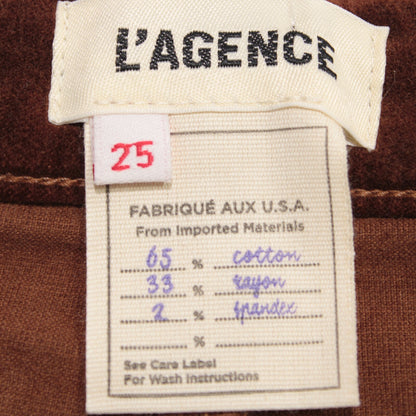 L'AGENCE
25
FABRIQUÉ AUX U.S.A.
From Imported Materials
65 % cotton
33 % rayon
2 % spandex
%
See Care Label
For Wash Instructions